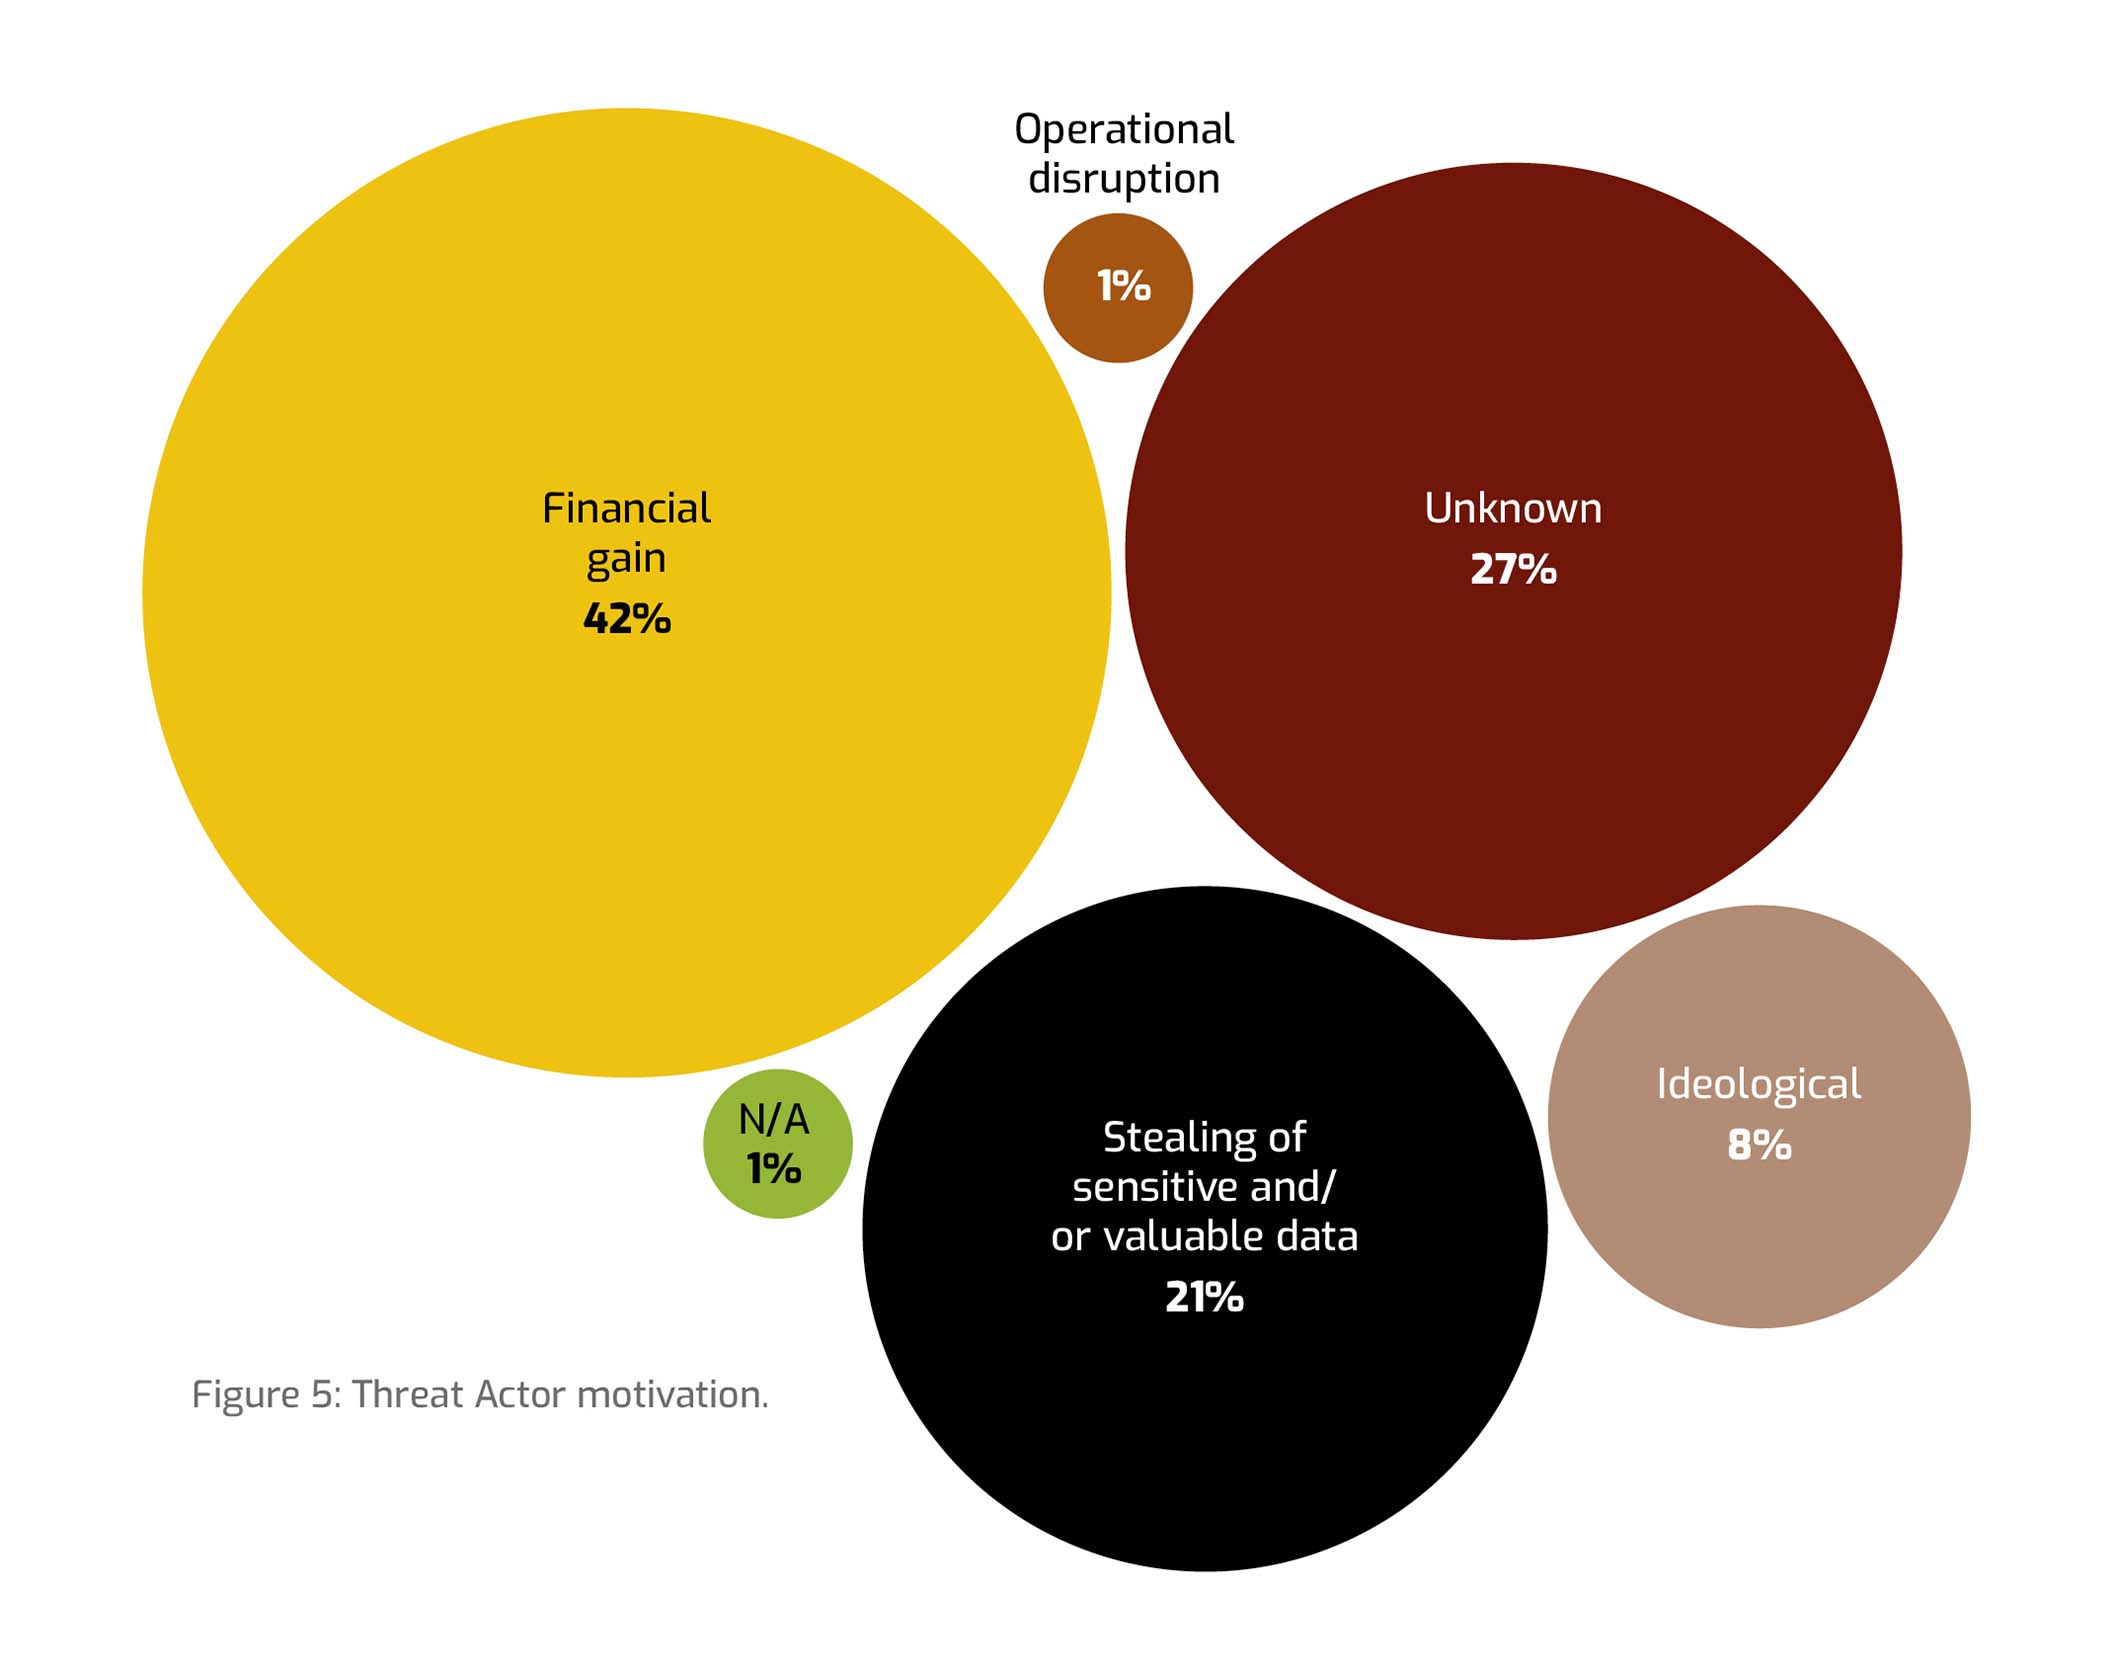 Operational
disruption
1%
Financial
gain
42%
Unknown
27%
N/A
1%
Stealing of
sensitive and/
or valuable data
21%
Ideological
8%
Figure 5: Threat Actor motivation.